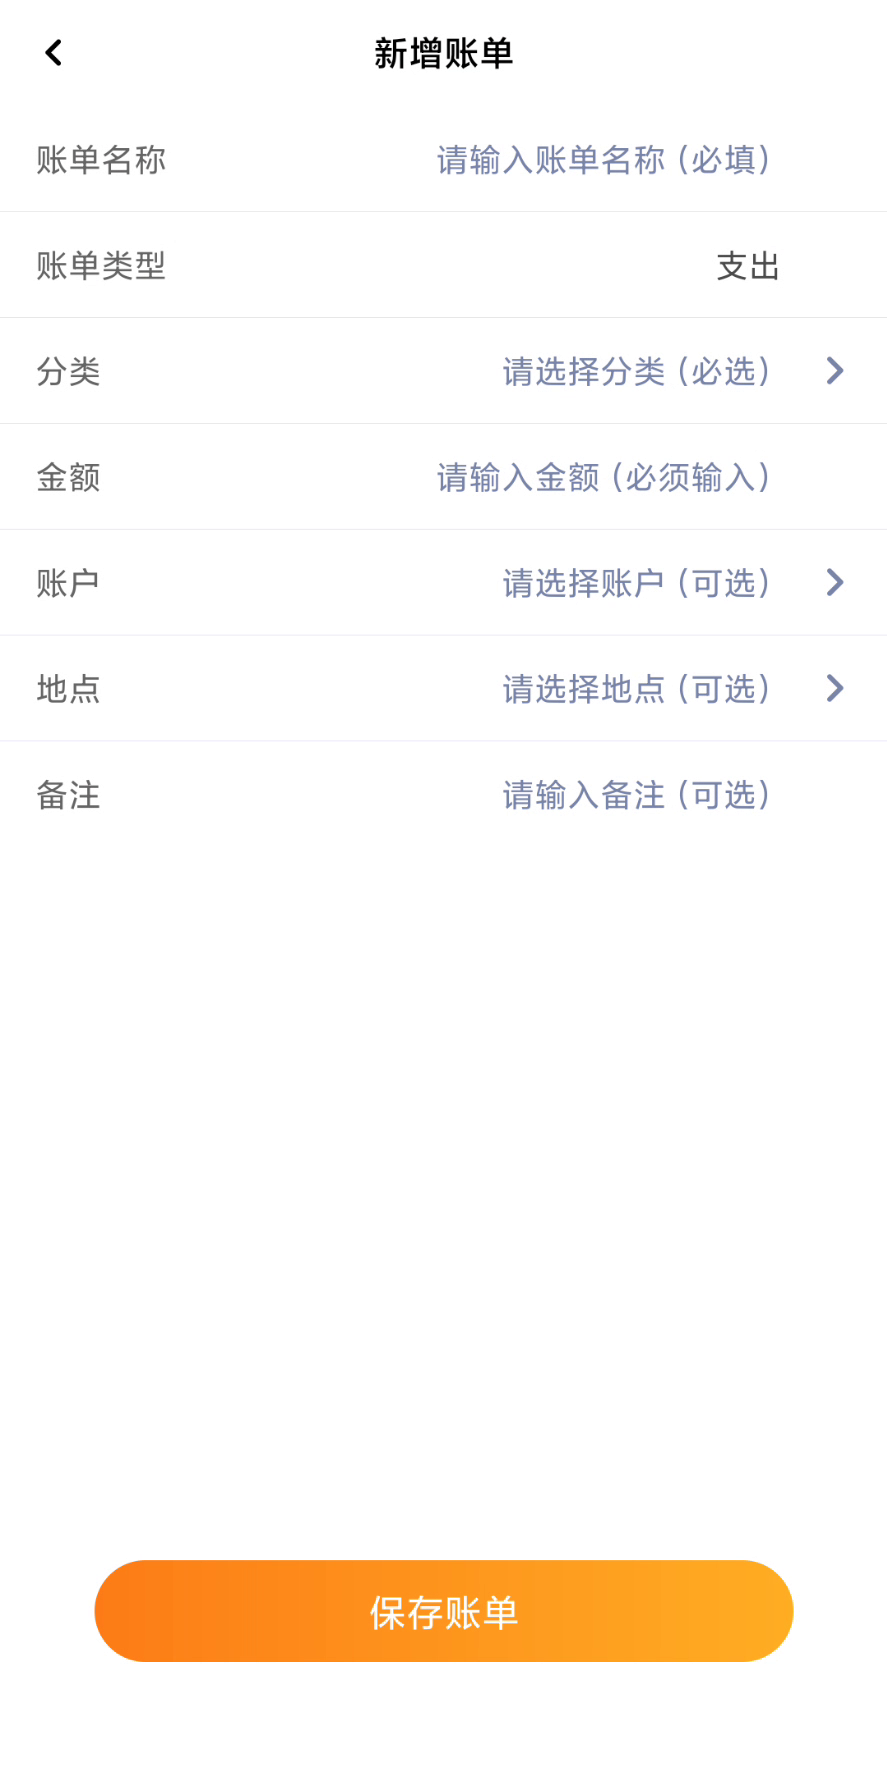 新增账单
账单名称 请输入账单名称（必填）
账单类型 支出
分类 请选择分类（必选）
金额 请输入金额（必须输入）
账户 请选择账户（可选）
地点 请选择地点（可选）
备注 请输入备注（可选）
保存账单